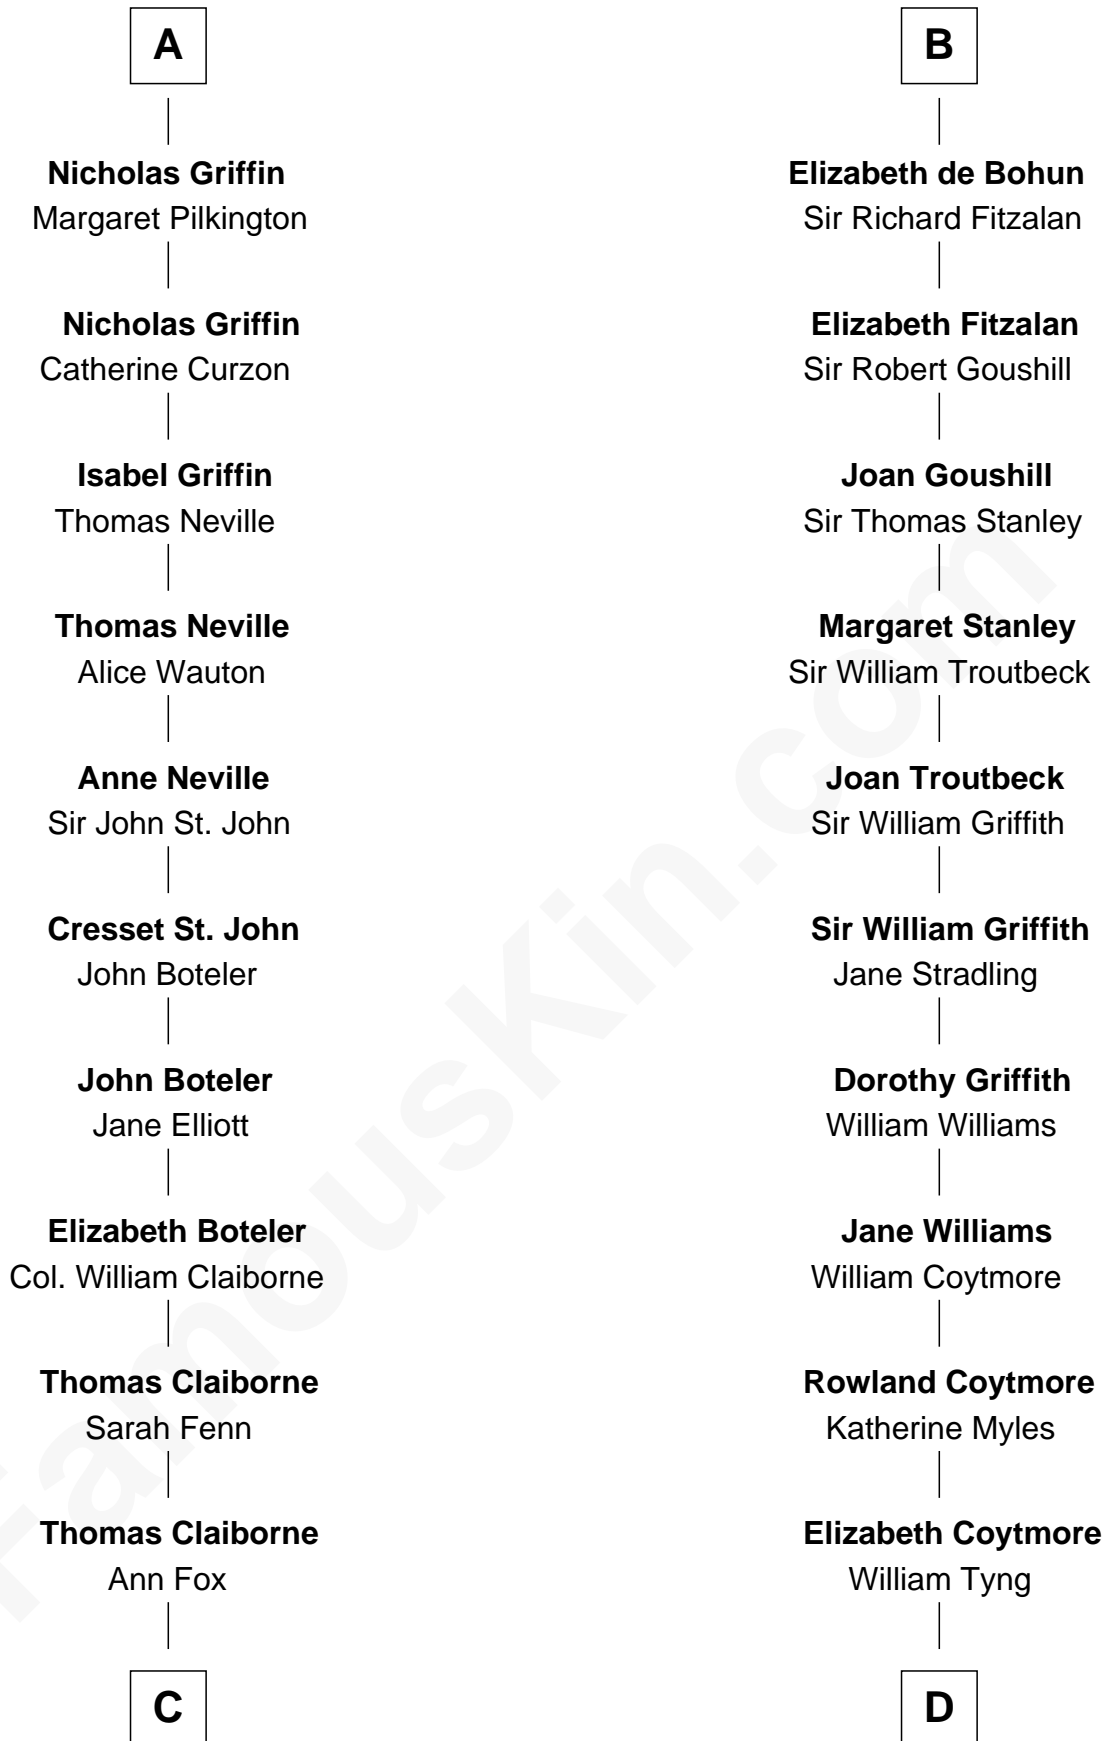 A
Nicholas Griffin
Margaret Pilkington
Nicholas Griffin
Catherine Curzon
Isabel Griffin
Thomas Neville
Thomas Neville
Alice Wauton
Anne Neville
Sir John St. John
Cresset St. John
John Boteler
John Boteler
Jane Elliott
Elizabeth Boteler
Col. William Claiborne
Thomas Claiborne
Sarah Fenn
Thomas Claiborne
Ann Fox
C
B
Elizabeth de Bohun
Sir Richard Fitzalan
Elizabeth Fitzalan
Sir Robert Goushill
Joan Goushill
Sir Thomas Stanley
Margaret Stanley
Sir William Troutbeck
Joan Troutbeck
Sir William Griffith
Sir William Griffith
Jane Stradling
Dorothy Griffith
William Williams
Jane Williams
William Coytmore
Rowland Coytmore
Katherine Myles
Elizabeth Coytmore
William Tyng
D
FamousKin.com